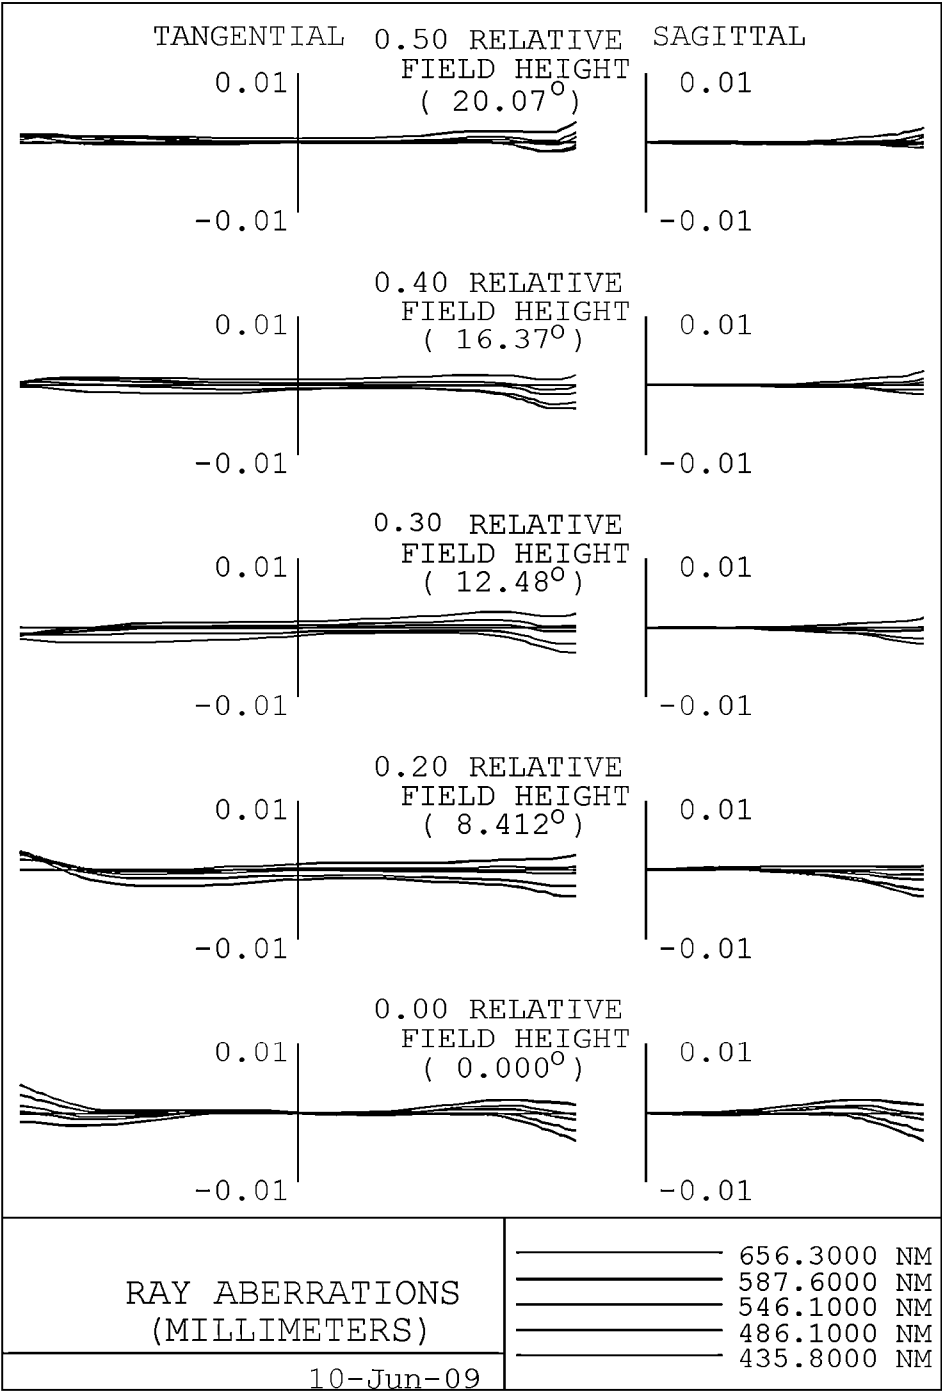 TANGENTIAL 0.50 RELATIVE SAGITTAL
FIELD HEIGHT
0.01 ( 20.07° ) 0.01
-0.01 -0.01
0.40 RELATIVE
FIELD HEIGHT
0.01 ( 16.37° ) 0.01
-0.01 -0.01
0.30 RELATIVE
FIELD HEIGHT
0.01 ( 12.48° ) 0.01
-0.01 -0.01
0.20 RELATIVE
FIELD HEIGHT
0.01 ( 8.412° ) 0.01
-0.01 -0.01
0.00 RELATIVE
FIELD HEIGHT
0.01 ( 0.000° ) 0.01
-0.01 -0.01
RAY ABERRATIONS
(MILLIMETERS)
10-Jun-09
656.3000 NM
587.6000 NM
546.1000 NM
486.1000 NM
435.8000 NM